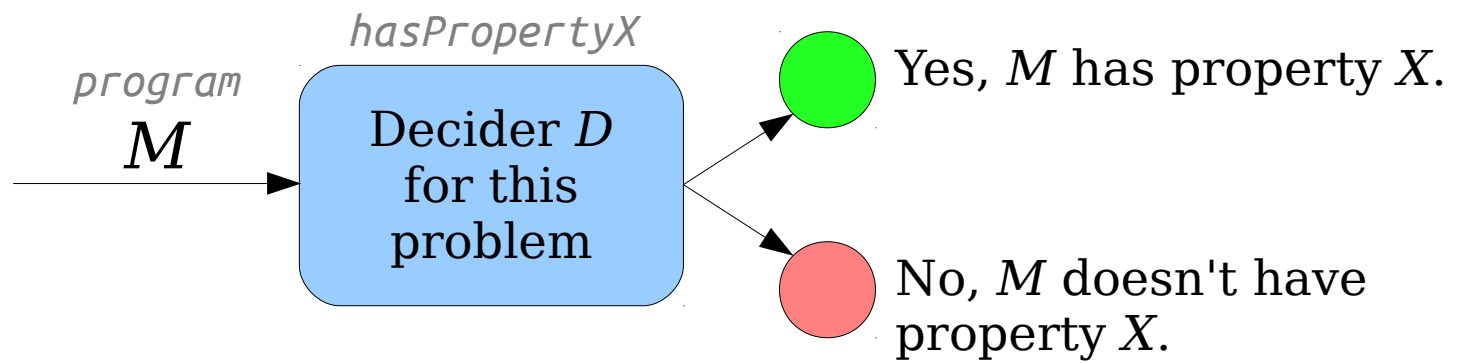 hasPropertyX
program
M
Decider D
for this
problem
Yes, M has property X.
No, M doesn't have
property X.